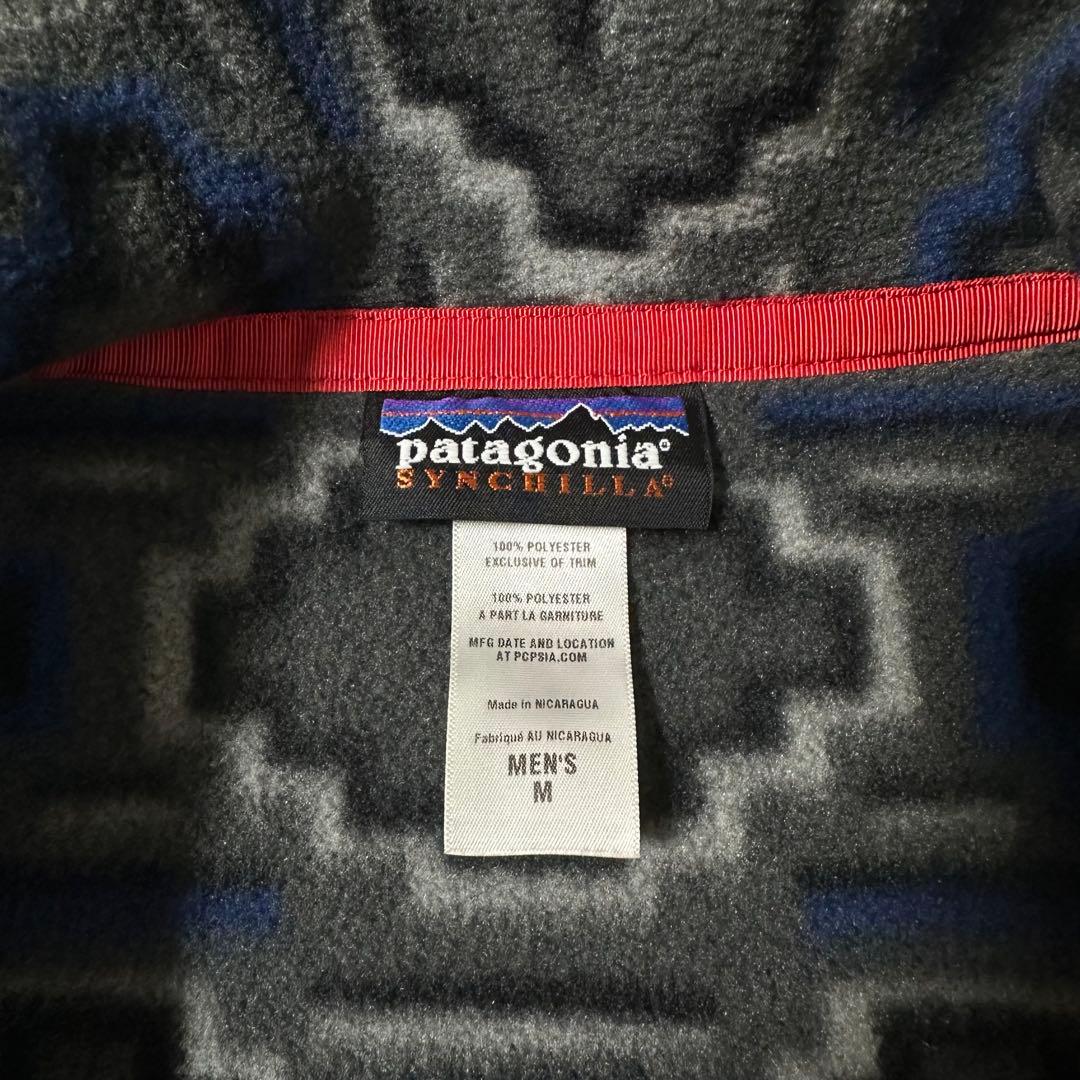 patagonia®
SYNCHILLA®
100% POLYESTER
EXCLUSIVE OF TRIM
100% POLYESTER
A PART LA GARNITURE
MFG DATE AND LOCATION
AT PCPSIA.COM
Made in NICARAGUA
Fabriqué AU NICARAGUA
MEN'S
M